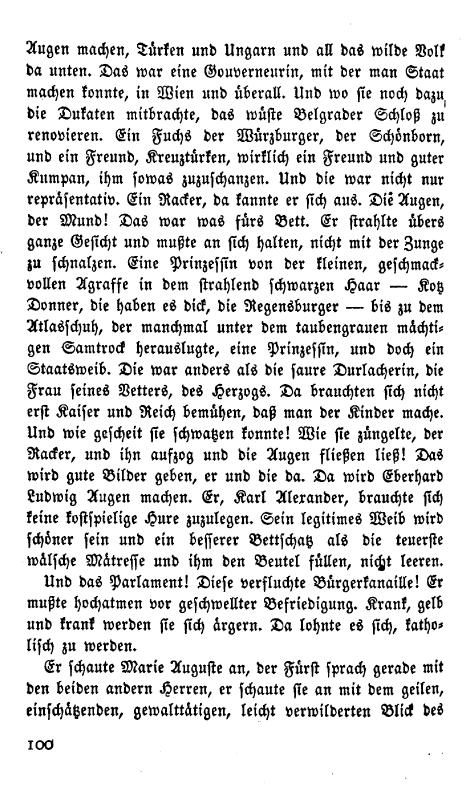 Augen machen, Türken und Ungarn und all das wilde Volk
da unten. Das war eine Gouverneurin, mit der man Staat
machen konnte, in Wien und überall. Und wo sie noch dazu
die Dukaten mitbrachte, das wüste Belgrader Schloß zu
renovieren. Ein Fuchs der Würzburger, der Schönborn,
und ein Freund, Kreuztürken, wirklich ein Freund und guter
Kumpan, ihm sowas zuzuschanzen. Und die war nicht nur
repräsentativ. Ein Racker, da kannte er sich aus. Die Augen,
der Mund! Das war was fürs Bett. Er strahlte übers
ganze Gesicht und mußte an sich halten, nicht mit der Zunge
zu schnalzen. Eine Prinzessin von der kleinen, geschmack-
vollen Agraffe in dem strahlend schwarzen Haar — Kotz
Donner, die haben es dick, die Regensburger — bis zu dem
Atlasschuh, der manchmal unter dem taubengrauen mächti-
gen Samtrock herauslugte, eine Prinzessin, und doch ein
Staatsweib. Die war anders als die saure Durlacherin, die
Frau seines Vetters, des Herzogs. Da brauchten sich nicht
erst Kaiser und Reich bemühen, daß man der Kinder mache.
Und wie gescheit sie schwatzen konnte! Wie sie züngelte, der
Racker, und ihn aufzog und die Augen fließen ließ! Das
wird gute Bilder geben, er und die da. Da wird Eberhard
Ludwig Augen machen. Er, Karl Alexander, brauchte sich
keine kostspielige Hure zuzulegen. Sein legitimes Weib wird
schöner sein und ein besserer Bettschatz als die teuerste
wälsche Mätresse und ihm den Beutel füllen, nicht leeren.
Und das Parlament! Diese verfluchte Bürgerkanaille! Er
mußte hochatmen vor geschwellter Befriedigung. Krank, gelb
und krank werden sie sich ärgern. Da lohnte es sich, katho-
lisch zu werden.
Er schaute Marie Auguste an, der Fürst sprach gerade mit
den beiden andern Herren, er schaute sie an mit dem geilen,
einschätzenden, gewalttätigen, leicht verwilderten Blick des
100